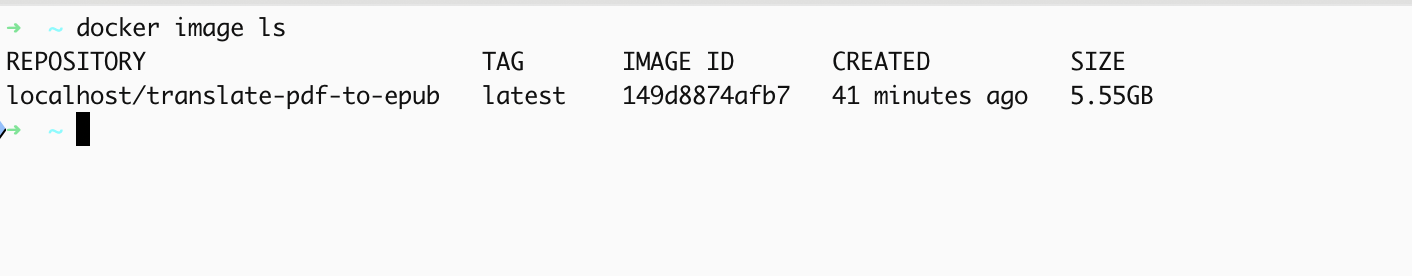 ➜ ~ docker image ls
REPOSITORY TAG IMAGE ID CREATED SIZE
localhost/translate-pdf-to-epub latest 149d8874afb7 41 minutes ago 5.55GB
➜ ~